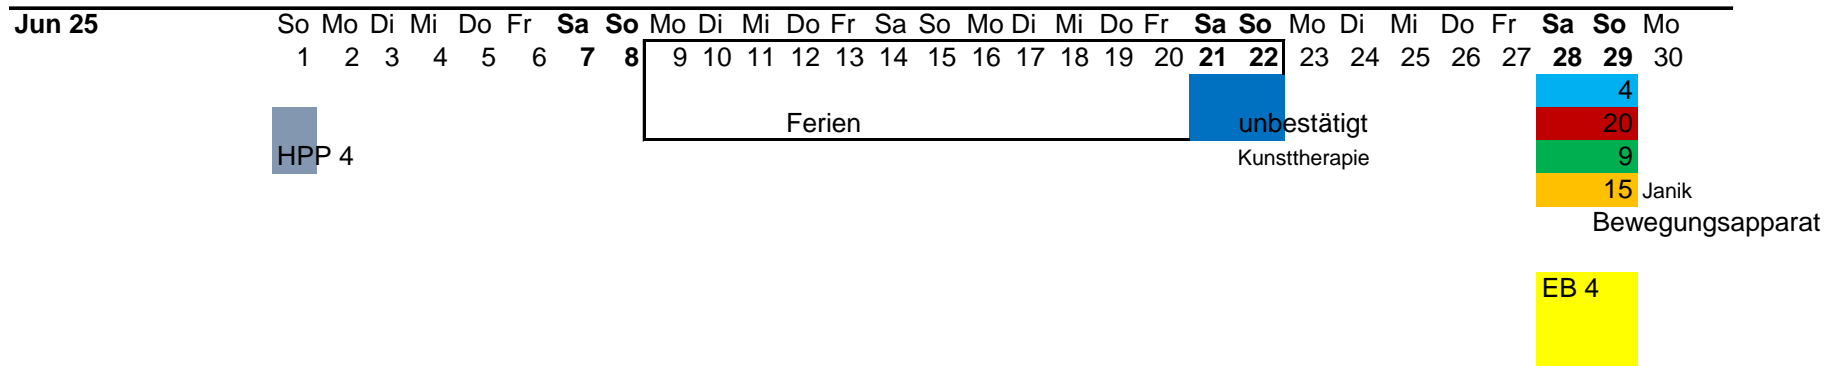 Jun 25 So Mo Di Mi Do Fr Sa So Mo Di Mi Do Fr Sa So Mo Di Mi Do Fr Sa So Mo Di Mi Do Fr Sa So Mo
1 2 3 4 5 6 7 8 9 10 11 12 13 14 15 16 17 18 19 20 21 22 23 24 25 26 27 28 29 30
4
Ferien unbestätigt 20
HPP 4 Kunsttherapie 9
15 Janik
Bewegungsapparat
EB 4